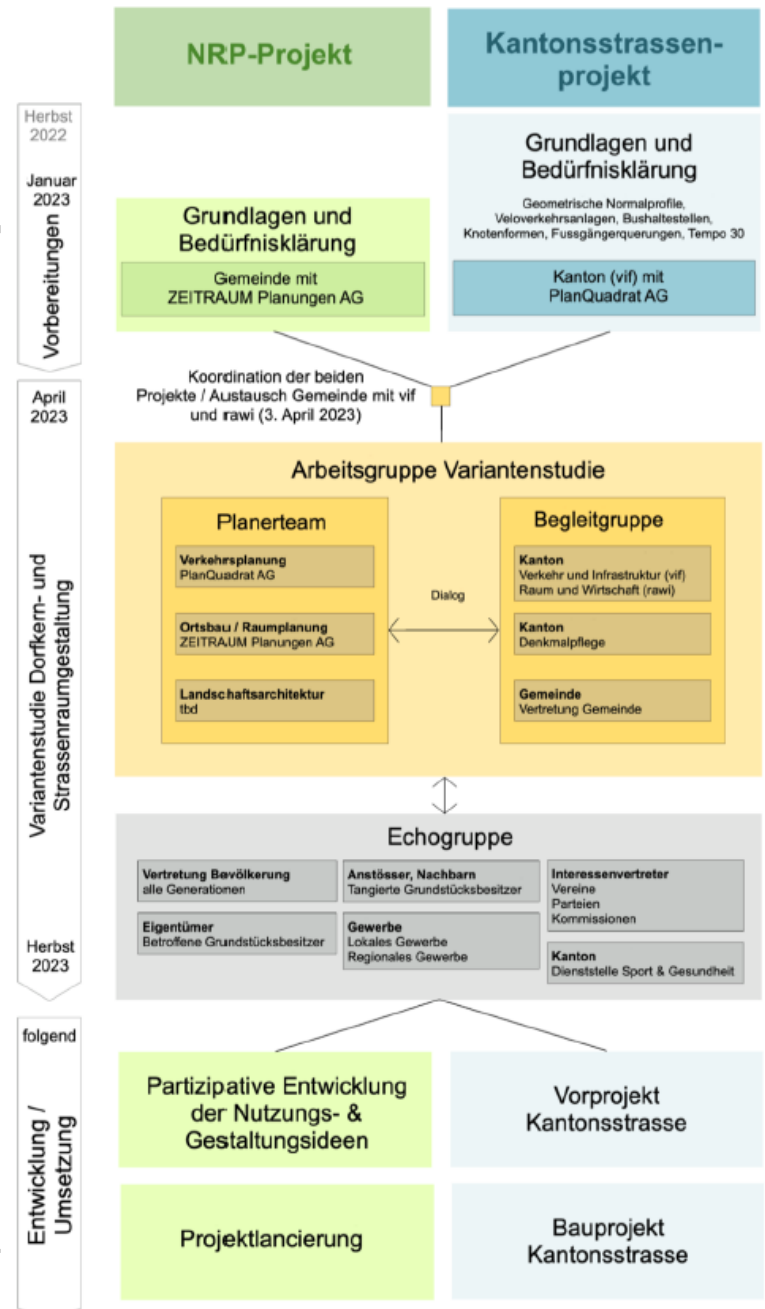 NRP-Projekt
Kantonsstrassen-
projekt
Herbst
2022
Januar
2023
Vorbereitungen
Grundlagen und
Bedürfnisklärung
Gemeinde mit
ZEITRAUM Planungen AG
Grundlagen und
Bedürfnisklärung
Geometrische Normalprofile,
Veloverkehrsanlagen, Bushaltestellen,
Knotenformen, Fussgängerquerungen, Tempo 30
Kanton (vif) mit
PlanQuadrat AG
Koordination der beiden
Projekte / Austausch Gemeinde mit vif
und rawi (3. April 2023)
April
2023
Variantenstudie Dorfkern- und
Strassenraumgestaltung
Herbst
2023
Arbeitsgruppe Variantenstudie
Planerteam
Verkehrsplanung
PlanQuadrat AG
Ortsbau / Raumplanung
ZEITRAUM Planungen AG
Landschaftsarchitektur
tbd
Dialog
Begleitgruppe
Kanton
Verkehr und Infrastruktur (vif)
Raum und Wirtschaft (rawi)
Kanton
Denkmalpflege
Gemeinde
Vertretung Gemeinde
Echogruppe
Vertretung Bevölkerung
alle Generationen
Eigentümer
Betroffene Grundstücksbesitzer
Anstösser, Nachbarn
Tangierte Grundstücksbesitzer
Gewerbe
Lokales Gewerbe
Regionales Gewerbe
Interessenvertreter
Vereine
Parteien
Kommissionen
Kanton
Dienststelle Sport & Gesundheit
folgend
Entwicklung /
Umsetzung
Partizipative Entwicklung
der Nutzungs- &
Gestaltungsideen
Vorprojekt
Kantonsstrasse
Projektlancierung
Bauprojekt
Kantonsstrasse